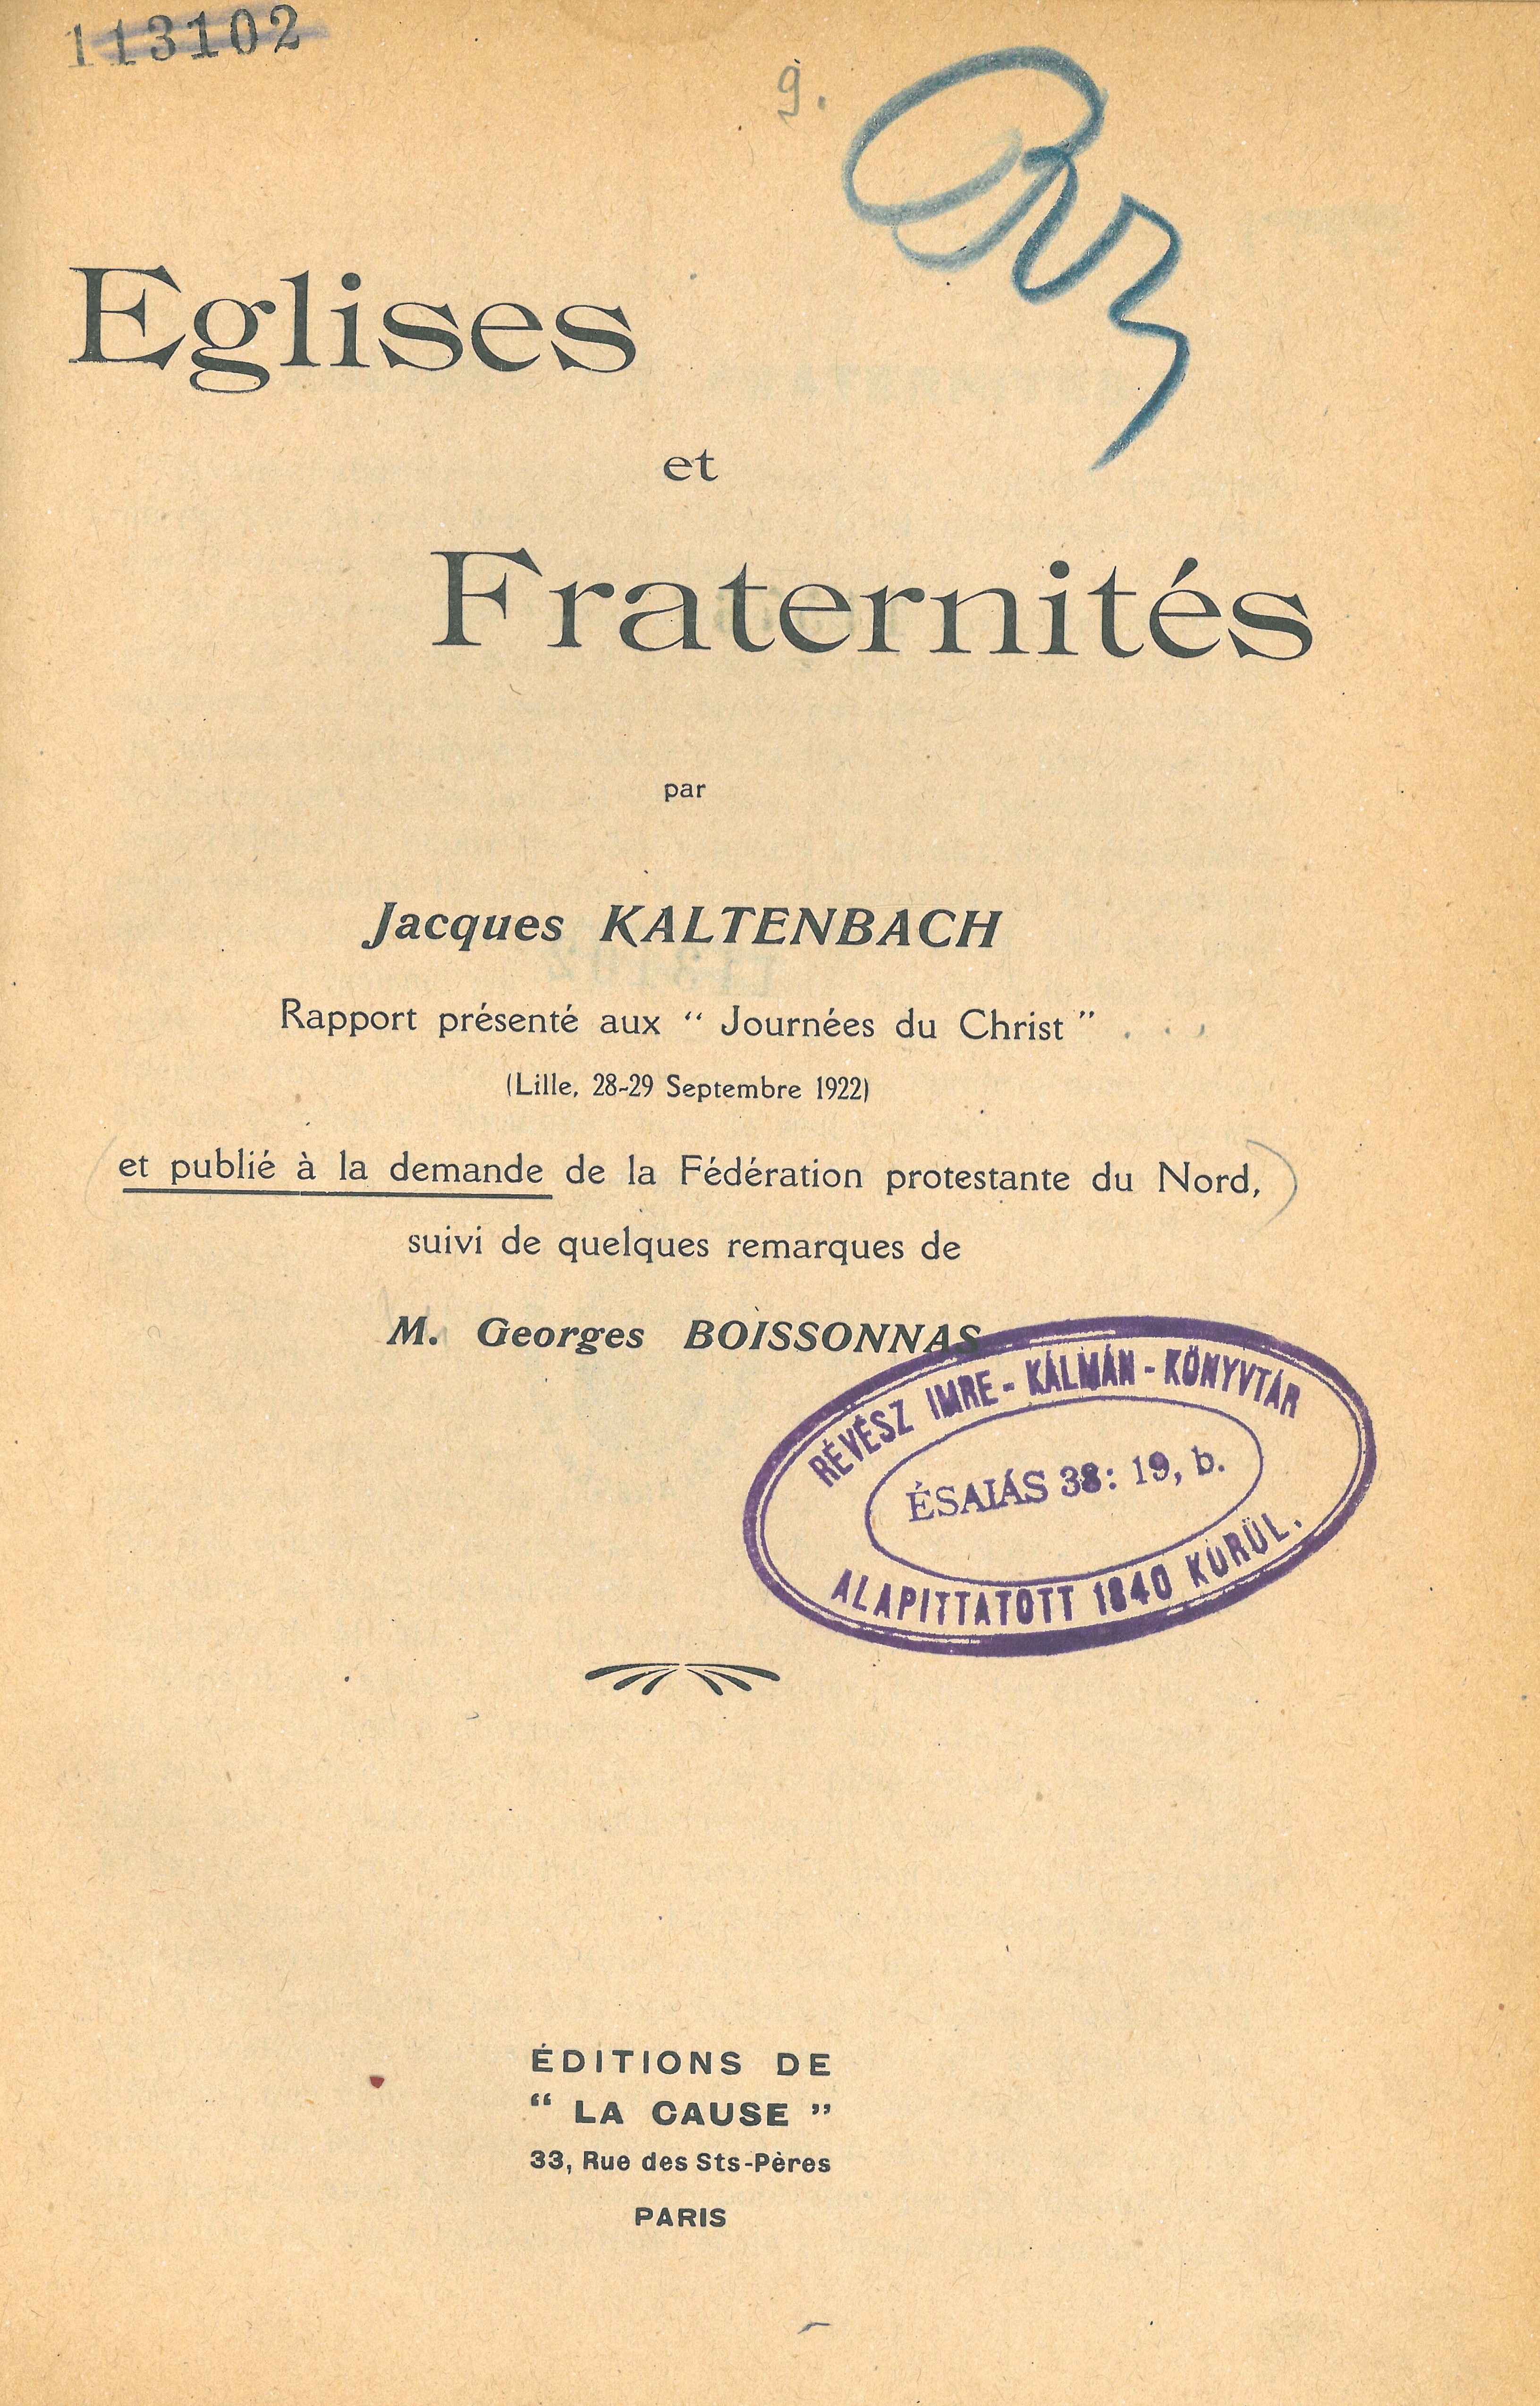 113102
g.
Eglises
et
Fraternités
par
Jacques KALTENBACH
Rapport présenté aux “ Journées du Christ ”
(Lille, 28-29 Septembre 1922)
et publié à la demande de la Fédération protestante du Nord,
suivi de quelques remarques de
M. Georges BOISSONNAS
RÉVÉSZ IMRE - KÁLMÁN - KÖNYVTÁR
ÉSAIÁS 38: 19, b.
ALAPITTATOTT 1840 KÖRÜL.
ÉDITIONS DE
“ LA CAUSE ”
33, Rue des Sts-Pères
PARIS